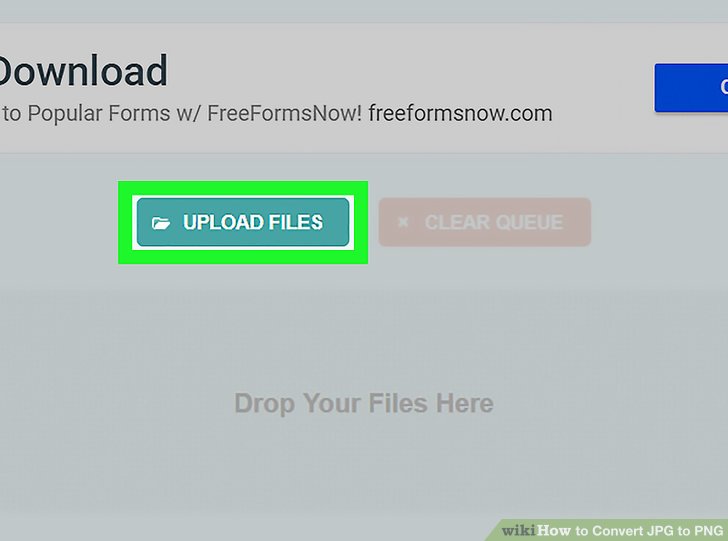 Download
to Popular Forms w/ FreeFormsNow! freeformsnow.com
UPLOAD FILES
CLEAR QUEUE
Drop Your Files Here
wikiHow to Convert JPG to PNG